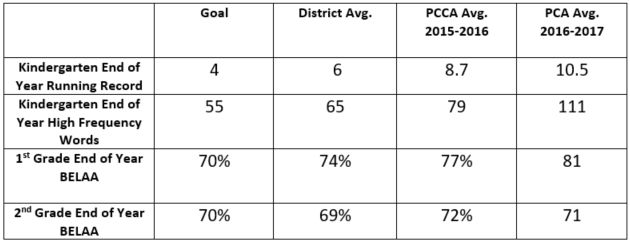 Goal District Avg. PCCA Avg. PCA Avg.
2015-2016 2016-2017
Kindergarten End of
Year Running Record 4 6 8.7 10.5
Kindergarten End of
Year High Frequency 55 65 79 111
Words
1st Grade End of Year 70% 74% 77% 81
BELAA
2nd Grade End of Year 70% 69% 72% 71
BELAA